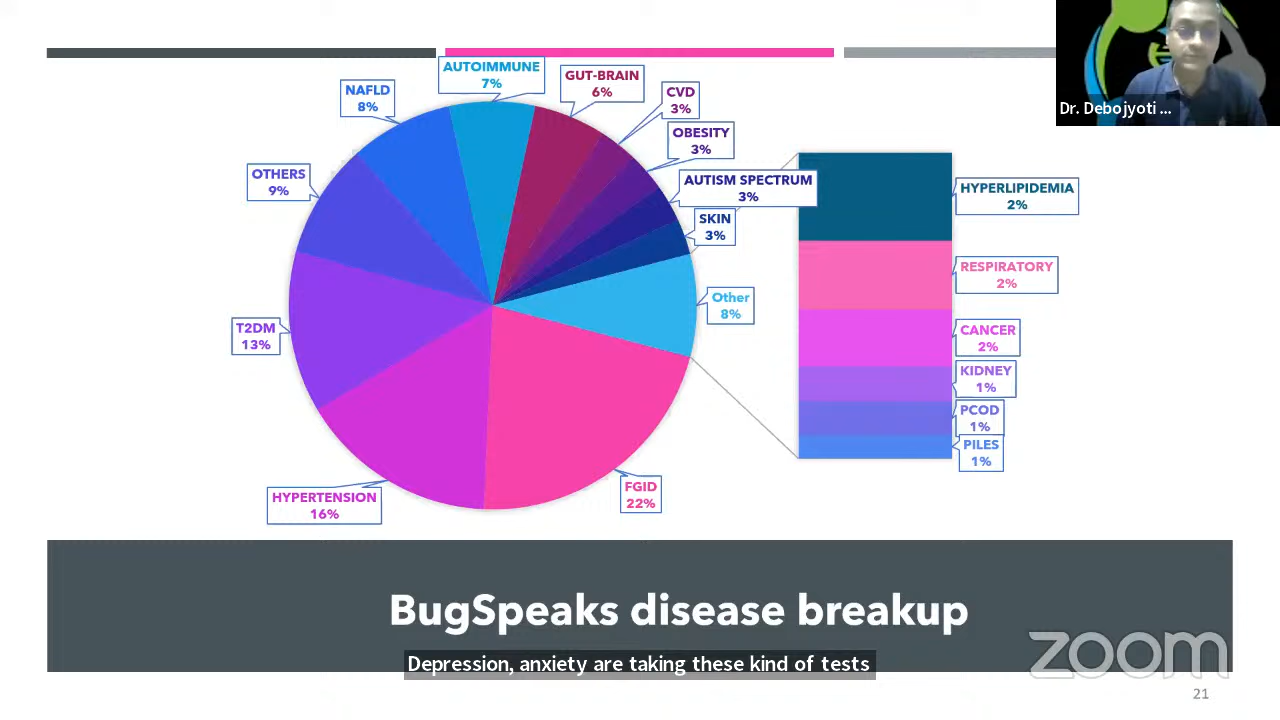 AUTOIMMUNE
7%
GUT-BRAIN
6%
NAFLD
8%
CVD
3%
OBESITY
3%
OTHERS
9%
AUTISM SPECTRUM
3%
SKIN
3%
Other
8%
T2DM
13%
HYPERTENSION
16%
FGID
22%
HYPERLIPIDEMIA
2%
RESPIRATORY
2%
CANCER
2%
KIDNEY
1%
PCOD
1%
PILES
1%
Dr. Debojyoti ...
BugSpeaks disease breakup
Depression, anxiety are taking these kind of tests
zoom
21